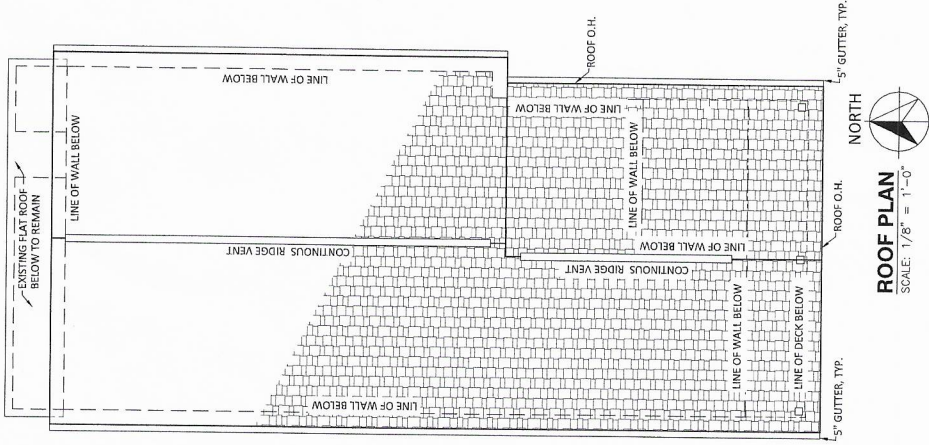 EXISTING FLAT ROOF
BELOW TO REMAIN
LINE OF WALL BELOW
LINE OF WALL BELOW
CONTINOUS RIDGE VENT
LINE OF WALL BELOW
ROOF O.H.
LINE OF WALL BELOW
LINE OF WALL BELOW
LINE OF WALL BELOW
CONTINOUS RIDGE VENT
LINE OF WALL BELOW
LINE OF DECK BELOW
5" GUTTER, TYP.
ROOF O.H.
5" GUTTER, TYP.
NORTH
ROOF PLAN
SCALE: 1/8" = 1'-0"